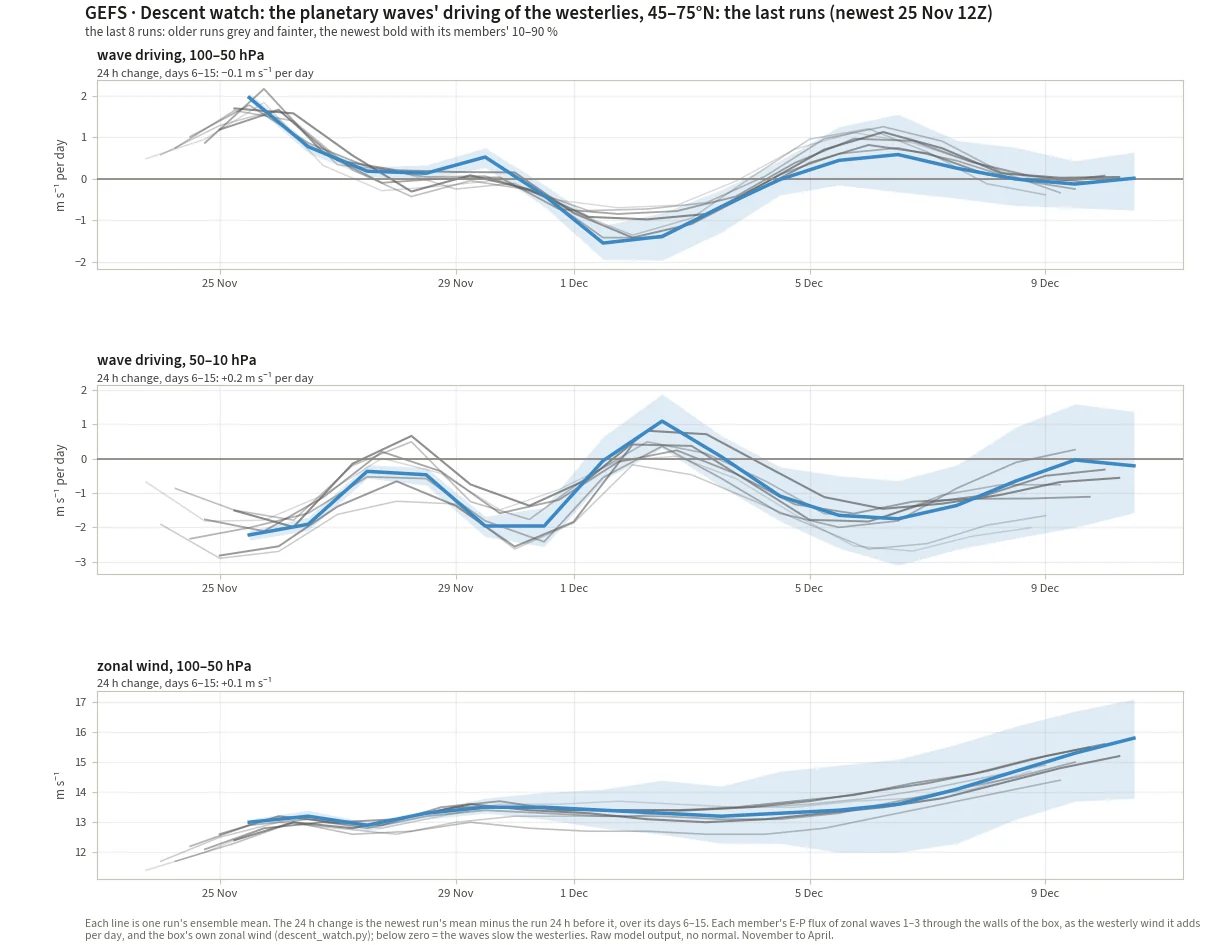 GEFS · Descent watch: the planetary waves' driving of the westerlies, 45–75°N: the last runs (newest 25 Nov 12Z)
the last 8 runs: older runs grey and fainter, the newest bold with its members' 10–90 %
wave driving, 100–50 hPa
24 h change, days 6–15: −0.1 m s⁻¹ per day
2
1
0
−1
−2
m s⁻¹ per day
25 Nov
29 Nov
1 Dec
5 Dec
9 Dec
wave driving, 50–10 hPa
24 h change, days 6–15: +0.2 m s⁻¹ per day
2
1
0
−1
−2
−3
m s⁻¹ per day
25 Nov
29 Nov
1 Dec
5 Dec
9 Dec
zonal wind, 100–50 hPa
24 h change, days 6–15: +0.1 m s⁻¹
17
16
15
14
13
12
m s⁻¹
25 Nov
29 Nov
1 Dec
5 Dec
9 Dec
Each line is one run's ensemble mean. The 24 h change is the newest run's mean minus the run 24 h before it, over its days 6–15. Each member's E-P flux of zonal waves 1–3 through the walls of the box, as the westerly wind it adds
per day, and the box's own zonal wind (descent_watch.py); below zero = the waves slow the westerlies. Raw model output, no normal. November to April.